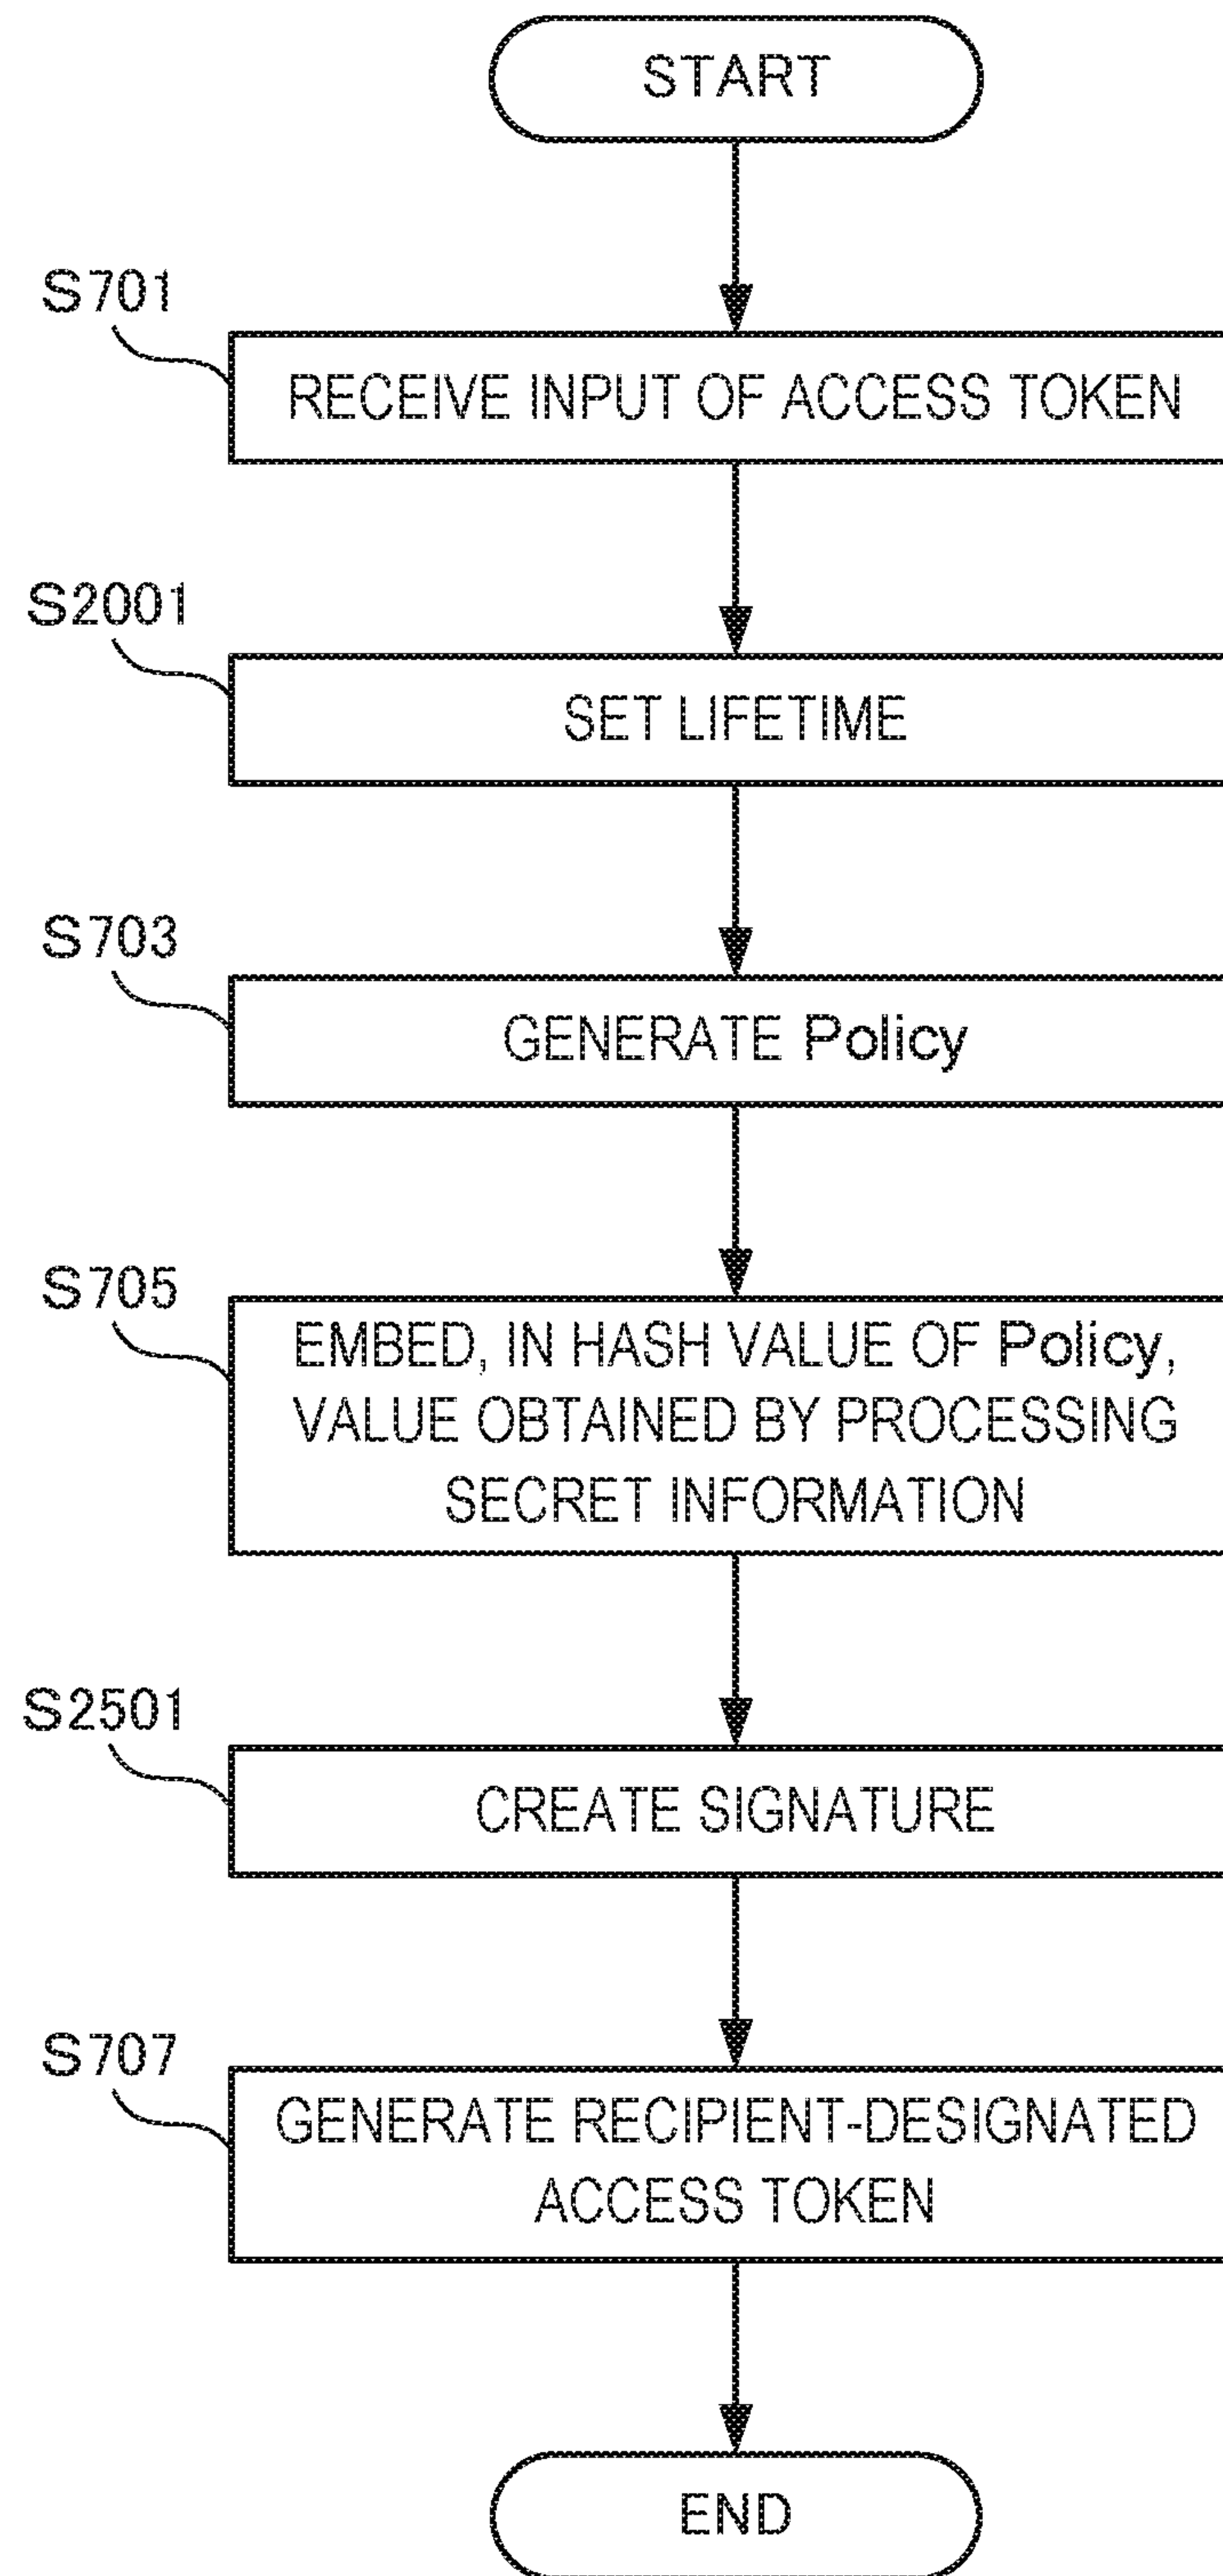 START
S701
RECEIVE INPUT OF ACCESS TOKEN
S2001
SET LIFETIME
S703
GENERATE Policy
S705
EMBED, IN HASH VALUE OF Policy,
VALUE OBTAINED BY PROCESSING
SECRET INFORMATION
S2501
CREATE SIGNATURE
S707
GENERATE RECIPIENT-DESIGNATED
ACCESS TOKEN
END